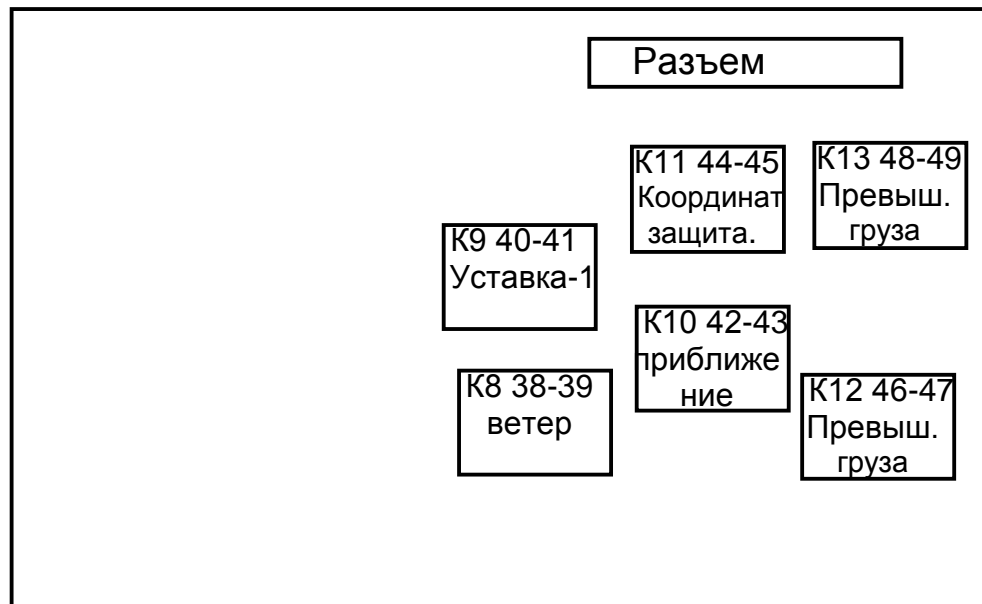 Разъем
К11 44-45
Координат
защита.
К13 48-49
Превыш.
груза
К9 40-41
Уставка-1
К10 42-43
приближе
ние
К8 38-39
ветер
К12 46-47
Превыш.
груза